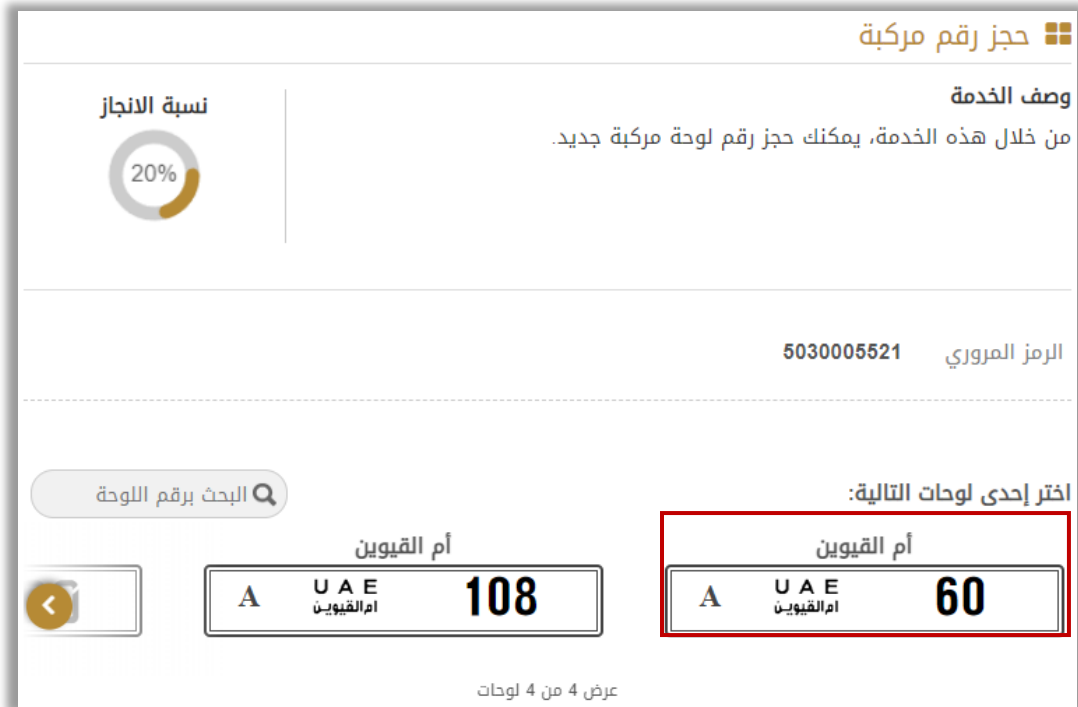 حجز رقم مركبة
وصف الخدمة
من خلال هذه الخدمة، يمكنك حجز رقم لوحة مركبة جديد.
نسبة الانجاز
20%
الرمز المروري 5030005521
اختر إحدى لوحات التالية:
البحث برقم اللوحة
أم القيوين
A UAE 60
ام القيوين
أم القيوين
A UAE 108
ام القيوين
عرض 4 من 4 لوحات